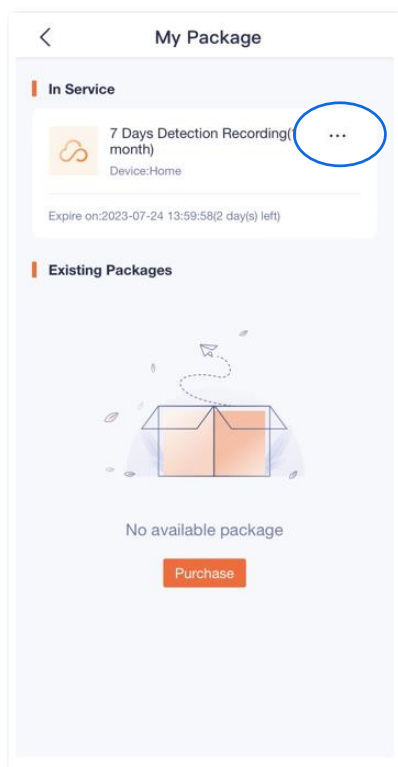 My Package
In Service
7 Days Detection Recording(
month)
Device:Home
Expire on:2023-07-24 13:59:58(2 day(s) left)
Existing Packages
No available package
Purchase